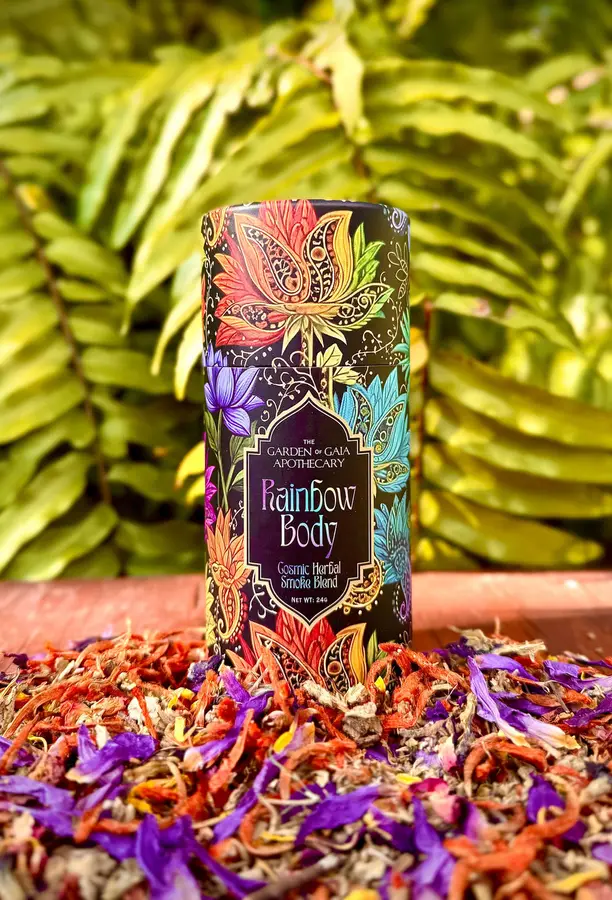 THE
GARDEN OF GAIA
APOTHECARY
Rainbow
Body
Cosmic Herbal
Smoke Blend
NET WT: 24G